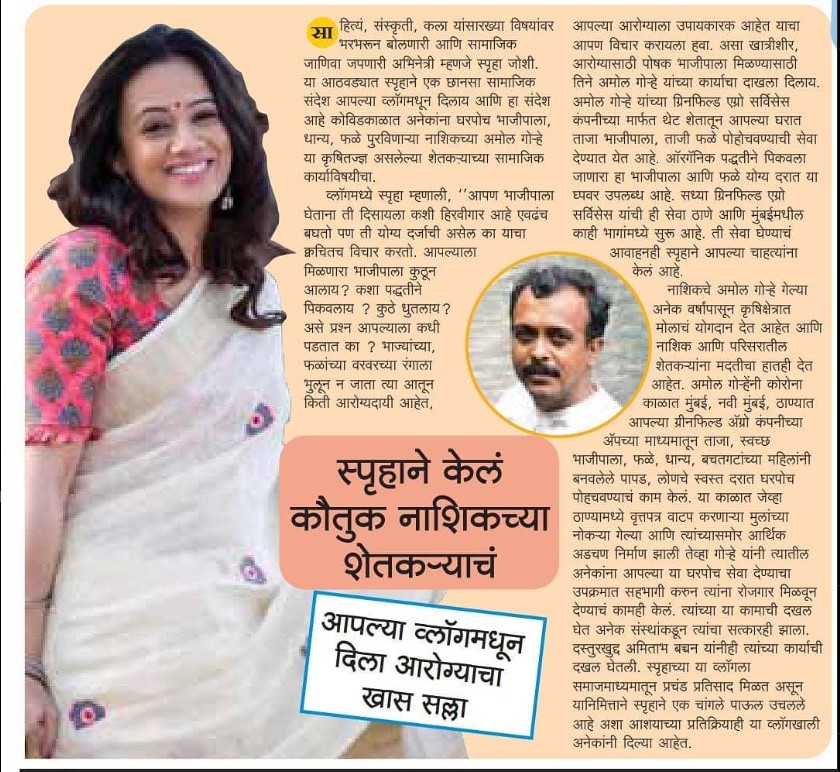 साहित्यं, संस्कृती, कला यांसारख्या विषयांवर
भरभरून बोलणारी आणि सामाजिक
जाणिवा जपणारी अभिनेत्री म्हणजे स्पृहा जोशी.
या आठवड्यात स्पृहाने एक छानसा सामाजिक
संदेश आपल्या व्लॉगमधून दिलाय आणि हा संदेश
आहे कोविडकाळात अनेकांना घरपोच भाजीपाला,
धान्य, फळे पुरविणाऱ्या नाशिकच्या अमोल गोऱ्हे
या कृषितज्ज्ञ असलेल्या शेतकऱ्याच्या सामाजिक
कार्याविषयीचा.
व्लॉगमध्ये स्पृहा म्हणाली, ''आपण भाजीपाला
घेताना ती दिसायला कशी हिरवीगार आहे एवढंच
बघतो पण ती योग्य दर्जाची असेल का याचा
क्वचितच विचार करतो. आपल्याला
मिळणारा भाजीपाला कुठून
आलाय? कशा पद्धतीने
पिकवलाय ? कुठे धुतलाय?
असे प्रश्न आपल्याला कधी
पडतात का ? भाज्यांच्या,
फळांच्या वरवरच्या रंगाला
भुलून न जाता त्या आतून
किती आरोग्यदायी आहेत,
आपल्या आरोग्याला उपायकारक आहेत याचा
आपण विचार करायला हवा. असा खात्रीशीर,
आरोग्यासाठी पोषक भाजीपाला मिळण्यासाठी
तिने अमोल गोऱ्हे यांच्या कार्याचा दाखला दिलाय.
अमोल गोऱ्हे यांच्या ग्रिनफिल्ड एग्रो सर्विसेस
कंपनीच्या मार्फत थेट शेतातून आपल्या घरात
ताजा भाजीपाला, ताजी फळे पोहोचवण्याची सेवा
देण्यात येत आहे. ऑरगॅनिक पद्धतीने पिकवला
जाणारा हा भाजीपाला आणि फळे योग्य दरात या
घ्पवर उपलब्ध आहे. सध्या ग्रिनफिल्ड एग्रो
सर्विसेस यांची ही सेवा ठाणे आणि मुंबईमधील
काही भागांमध्ये सुरू आहे. ती सेवा घेण्याचं
आवाहनही स्पृहाने आपल्या चाहत्यांना
केलं आहे.
नाशिकचे अमोल गोऱ्हे गेल्या
अनेक वर्षांपासून कृषिक्षेत्रात
मोलाचं योगदान देत आहेत आणि
नाशिक आणि परिसरातील
शेतकऱ्यांना मदतीचा हातही देत
आहेत. अमोल गोऱ्हेंनी कोरोना
काळात मुंबई, नवी मुंबई, ठाण्यात
आपल्या ग्रीनफिल्ड ॲग्रो कंपनीच्या
ॲपच्या माध्यमातून ताजा, स्वच्छ
भाजीपाला, फळे, धान्य, बचतगटांच्या महिलांनी
बनवलेले पापड, लोणचे स्वस्त दरात घरपोच
पोहचवण्याचं काम केलं. या काळात जेव्हा
ठाण्यामध्ये वृत्तपत्र वाटप करणाऱ्या मुलांच्या
नोकऱ्या गेल्या आणि त्यांच्यासमोर आर्थिक
अडचण निर्माण झाली तेव्हा गोऱ्हे यांनी त्यातील
अनेकांना आपल्या या घरपोच सेवा देण्याचा
उपक्रमात सहभागी करुन त्यांना रोजगार मिळवून
देण्याचं कामही केलं. त्यांच्या या कामाची दखल
घेत अनेक संस्थांकडून त्यांचा सत्कारही झाला.
दस्तुरखुद्द अमिताभ बच्चन यांनीही त्यांच्या कार्याची
दखल घेतली. स्पृहाच्या या व्लॉगला
समाजमाध्यमातून प्रचंड प्रतिसाद मिळत असून
यानिमित्ताने स्पृहाने एक चांगले पाऊल उचलले
आहे अशा आशयाच्या प्रतिक्रियाही या व्लॉगखाली
अनेकांनी दिल्या आहेत.
स्पृहाने केलं
कौतुक नाशिकच्या
शेतकऱ्याचं
आपल्या व्लॉगमधून
दिला आरोग्याचा
खास सल्ला